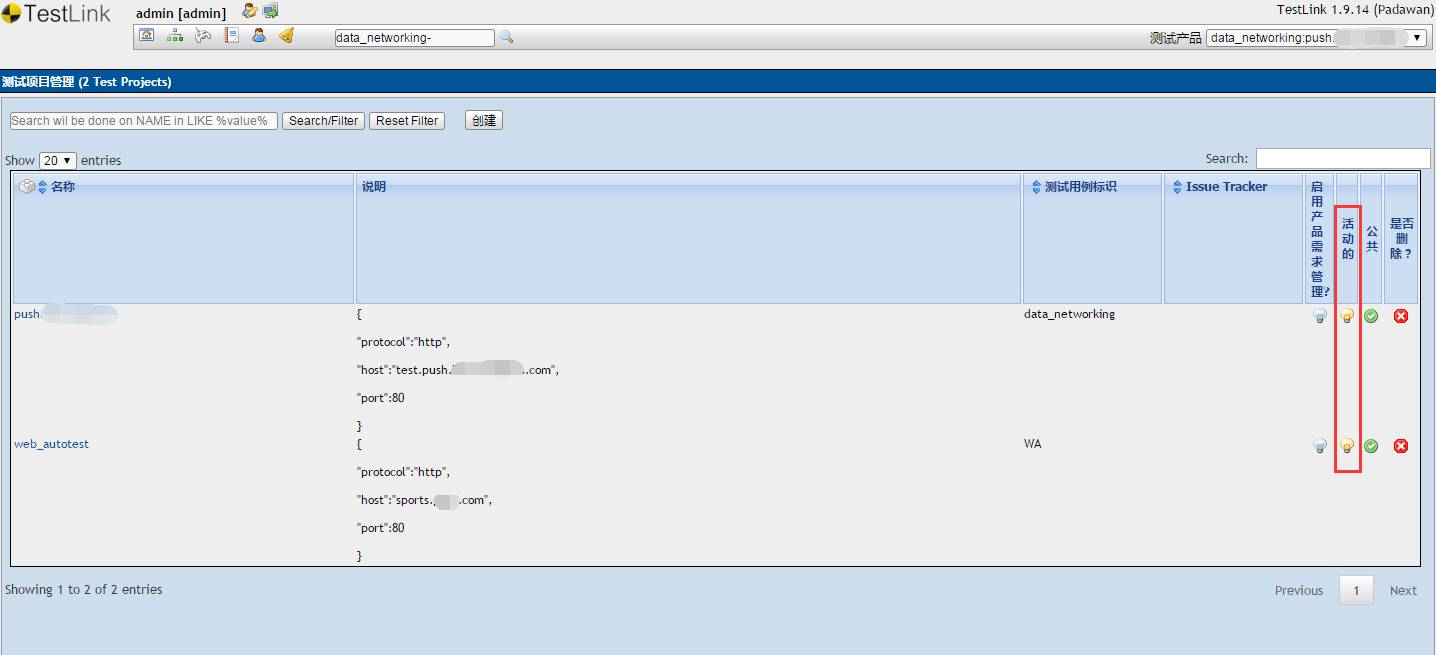 TestLink
admin [admin]
TestLink 1.9.14 (Padawan)
data_networking-
测试产品 data_networking:push.
测试项目管理 (2 Test Projects)
Search wil be done on NAME in LIKE %value% Search/Filter Reset Filter 创建
Show 20 entries
Search:
名称 说明 测试用例标识 Issue Tracker 启用产品需求管理? 活动的 公共 是否删除？
push. { data_networking
"protocol":"http",
"host":"test.push. .com",
"port":80
}
web_autotest { WA
"protocol":"http",
"host":"sports. .com",
"port":80
}
Showing 1 to 2 of 2 entries
Previous 1 Next